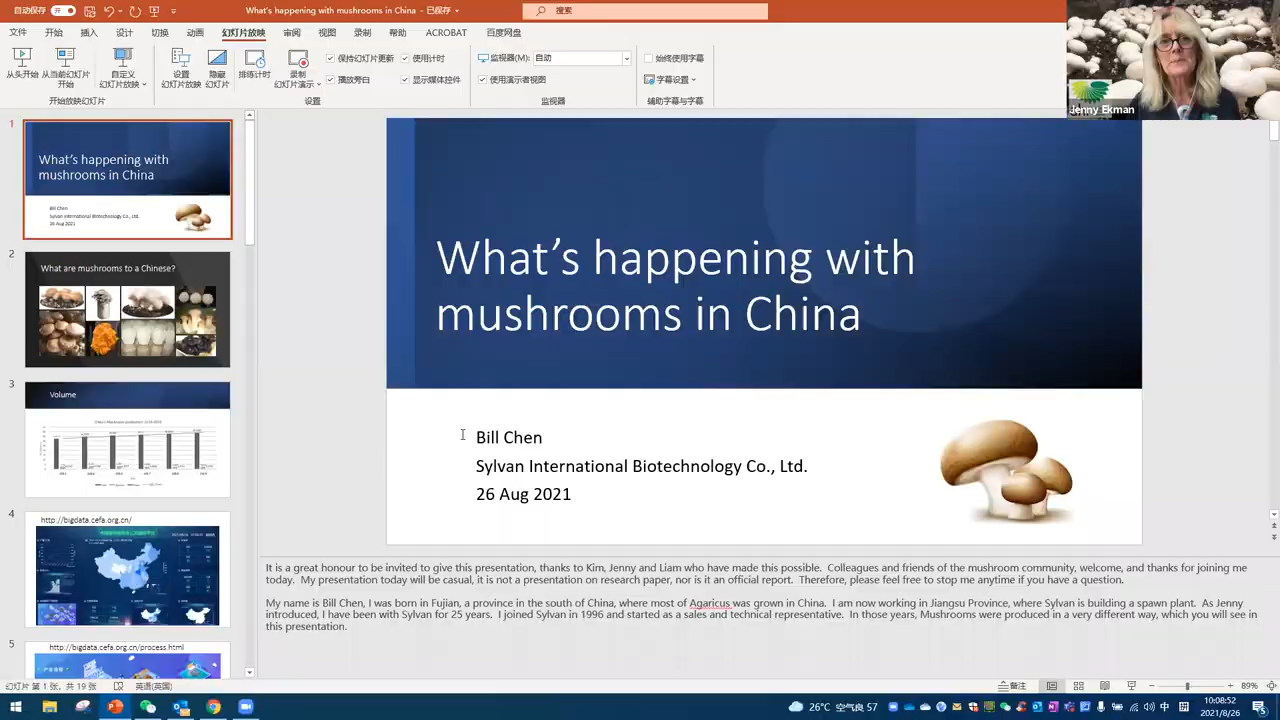 自动保存
What's happening with mushrooms in China - 已保存
搜索
文件 开始 插入 设计 切换 动画 幻灯片放映 审阅 视图 录制 帮助 ACROBAT 百度网盘
从头开始
从当前幻灯片开始
自定义幻灯片放映
设置幻灯片放映
隐藏幻灯片
排练计时
录制幻灯片演示
保持幻灯片更新
使用计时
播放旁白
显示媒体控件
监视器(M): 自动
使用演示者视图
始终使用字幕
字幕设置
开始放映幻灯片
设置
监视器
辅助字幕与字幕
Jenny Ekman
1
What's happening with
mushrooms in China
Bill Chen
Sylvan International Biotechnology Co., Ltd.
26 Aug 2021
2
What are mushrooms to a Chinese?
3
Volume
4
http://bigdata.cefa.org.cn/
5
http://bigdata.cefa.org.cn/process.html
What's happening with
mushrooms in China
Bill Chen
Sylvan International Biotechnology Co., Ltd.
26 Aug 2021
It is a great honour to be invited to give this presentation, thanks to Kim, Jenny and Liam who have made this possible. Colleagues and friends of the mushroom community, welcome, and thanks for joining me
today. My presentation today will be casual, it is not a presentation on research paper, nor is it an official report. Therefore, please feel free to stop me anytime if you have a question.
My name is Bill Chen, I was born in Fujian, a province in the south of China, where most of Agaricus was grown in China. I am now working in Jiangsu Province, where Sylvan is building a spawn plant. As Jenny
introduced, I have been with Sylvan for 25 years. I joined Sylvan in 1996 and started as a sales and technical representative. In those years, Mushrooms were produced in a very different way, which you will see in
this presentation.
幻灯片 第 1 张，共 19 张 英语(英国)
备注
89%
26°C 空气 57
英
10:08:52
2021/8/26